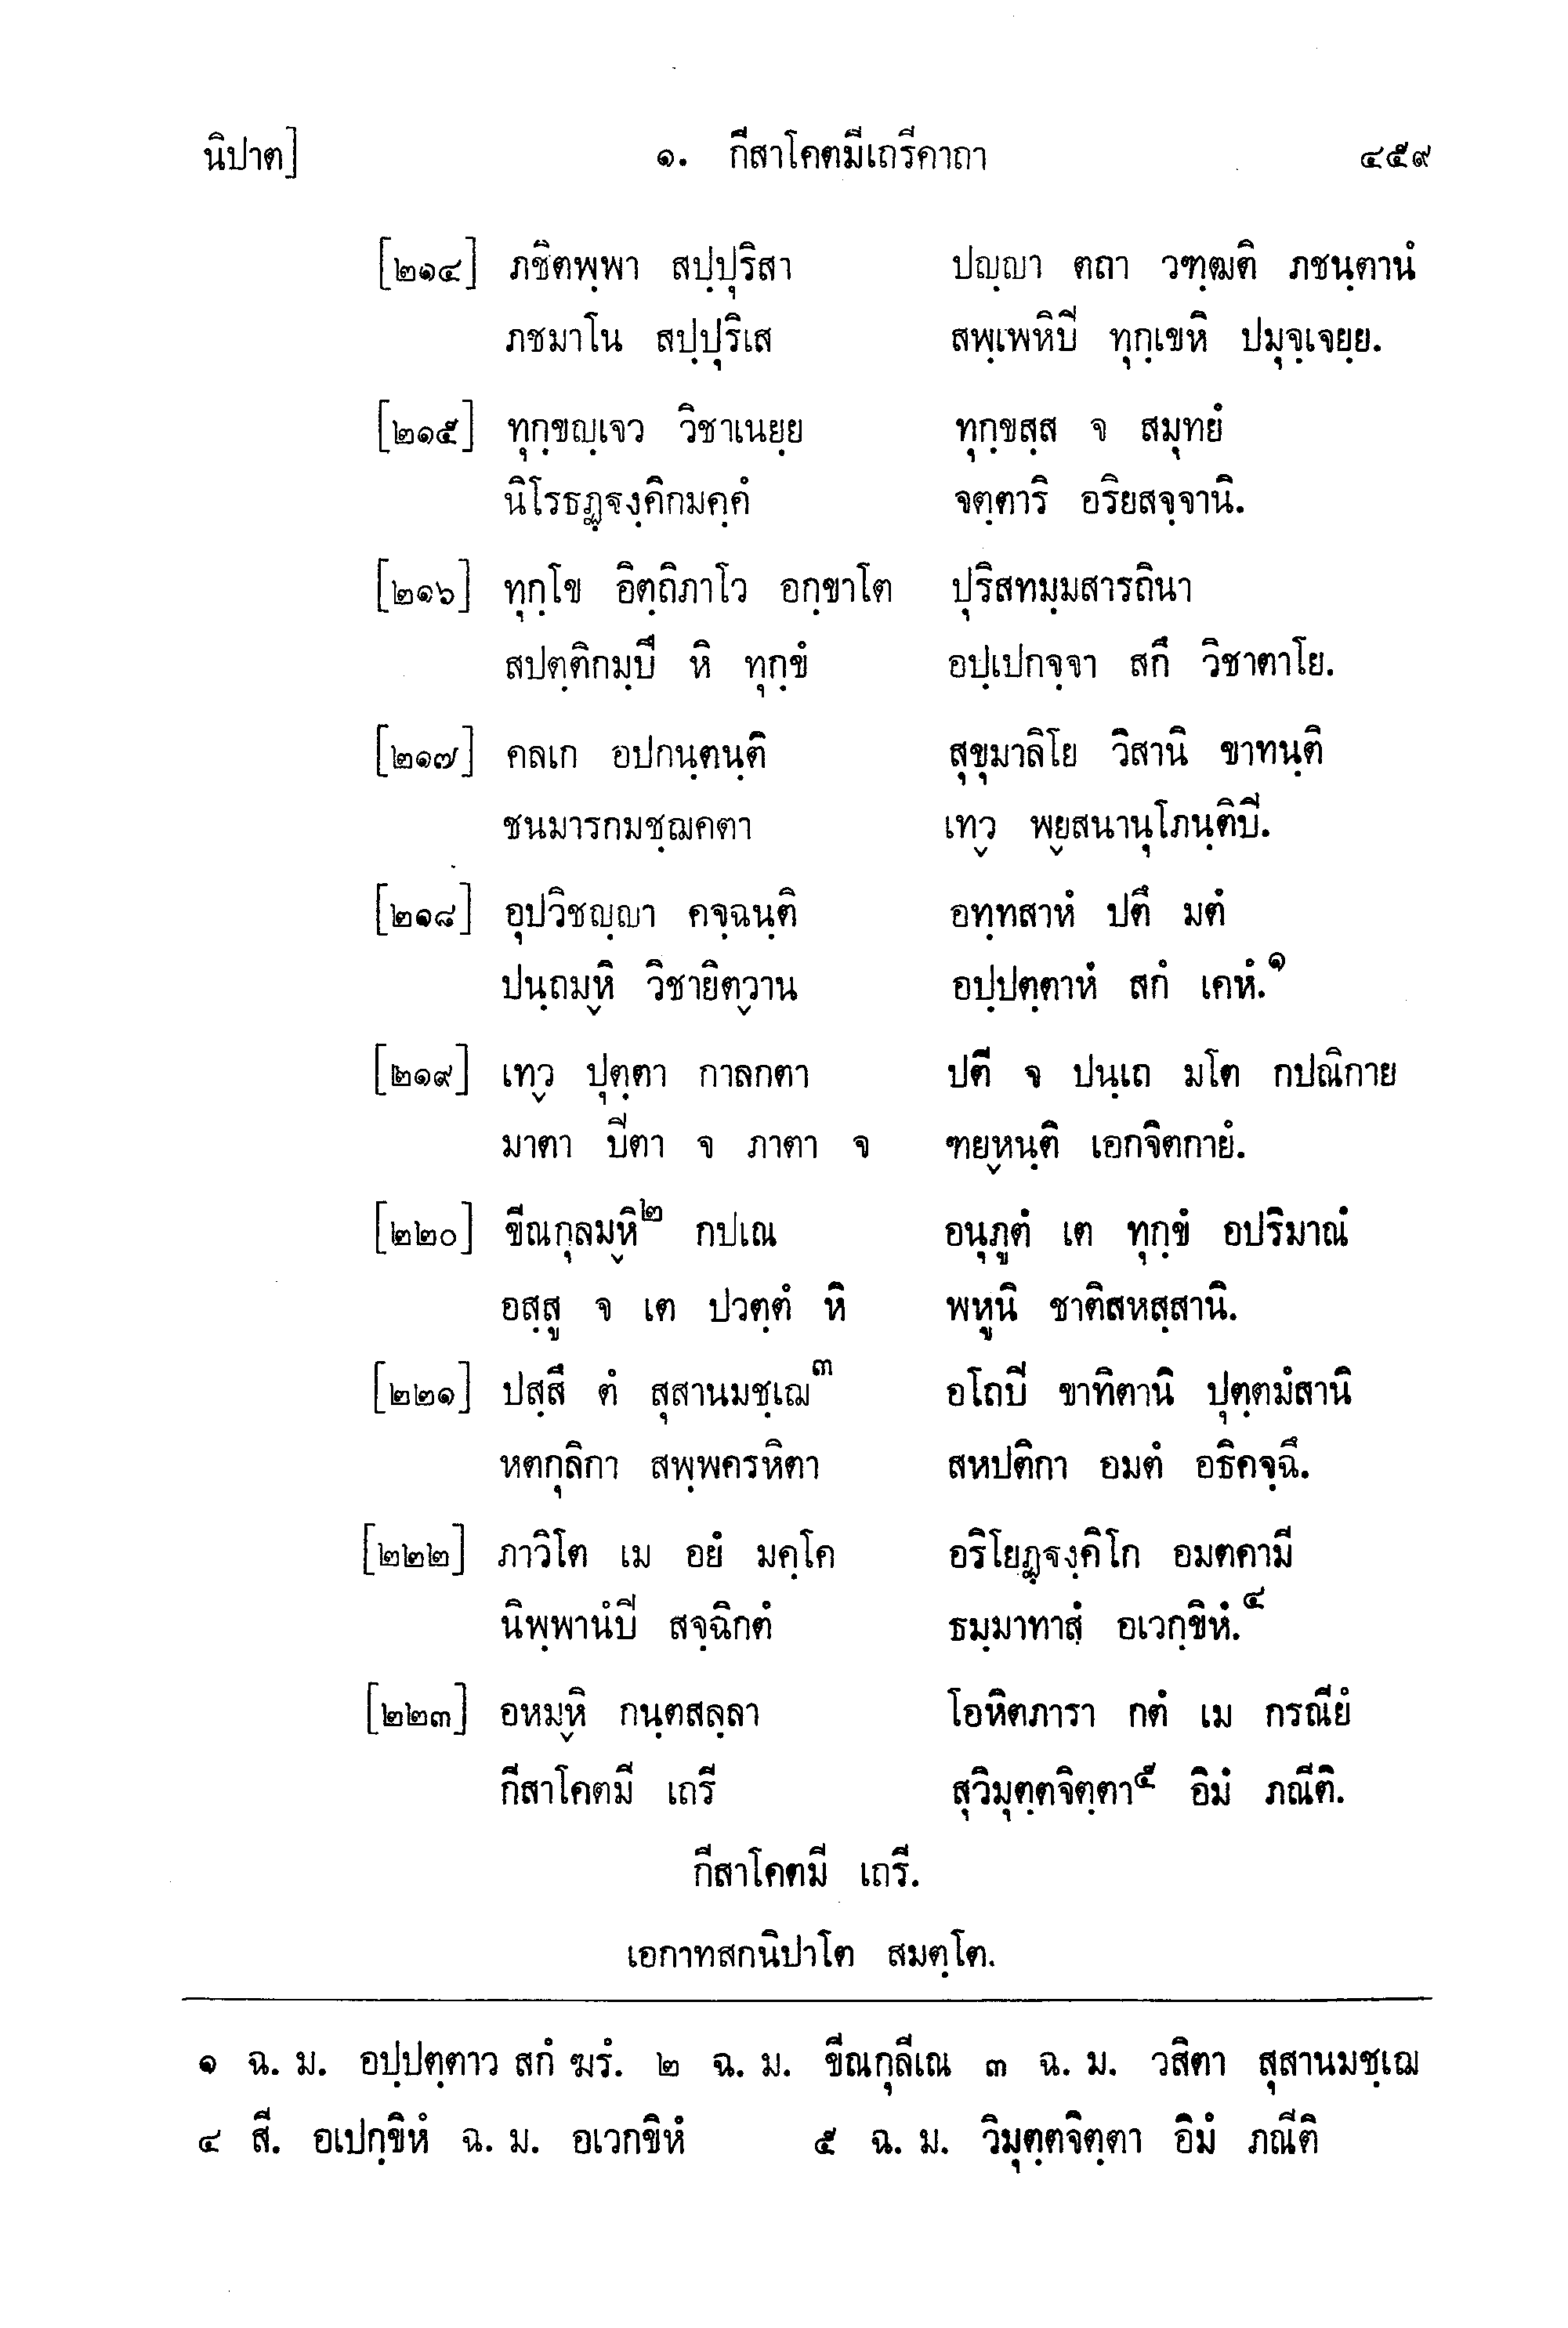 นิปาต] ๑. กีสาโคตมีเถรีคาถา ๔๕๙
[๒๑๔] ภชิตพฺพา สปฺปุริสา ปญฺญา ตถา วฑฺฒติ ภชนฺตานํ
ภชมาโน สปฺปุริเส สพฺเพหิปิ ทุกฺเขหิ ปมุจฺเจยฺย.
[๒๑๕] ทุกฺขญฺเจว วิชาเนยฺย ทุกฺขสฺส จ สมุทยํ
นิโรธฏฺฐงฺคิกมคฺคํ จตฺตาริ อริยสจฺจานิ.
[๒๑๖] ทุกฺโข อิตฺถิภาโว อกฺขาโต ปุริสทมฺมสารถินา
สปตฺติกมฺปิ หิ ทุกฺขํ อปฺเปกจฺจา สกึ วิชาตาโย.
[๒๑๗] คลเก อปกนฺตนฺติ สุขุมาลิโย วิสานิ ขาทนฺติ
ชนมารกมชฺฌคตา เทฺว พฺยสนานุโภนฺติปิ.
[๒๑๘] อุปวิชญฺญา คจฺฉนฺติ อทฺทสาหํ ปตึ มตํ
ปนฺถมฺหิ วิชายิตฺวาน อปฺปตฺตาหํ สกํ เคหํ.๑
[๒๑๙] เทฺว ปุตฺตา กาลกตา ปตี จ ปนฺเถ มโต กปณิกาย
มาตา ปิตา จ ภาตา จ ฑยฺหนฺติ เอกจิตกายํ.
[๒๒๐] ขีณกุลมฺหิ๒ กปเณ อนุภูตํ เต ทุกฺขํ อปริมาณํ
อสฺสู จ เต ปวตฺตํ หิ พหูนิ ชาติสหสฺสานิ.
[๒๒๑] ปสฺสึ ตํ สุสานมชฺเฌ๓ อโถปิ ขาทิตานิ ปุตฺตมํสานิ
หตกุลิกา สพฺพครหิตา สหปติกา อมตํ อธิคจฺฉึ.
[๒๒๒] ภาวิโต เม อยํ มคฺโค อริโยฏฺฐงฺคิโก อมตคามี
นิพฺพานํปิ สจฺฉิกตํ ธมฺมาทาสํ อเวกฺขิหํ.๔
[๒๒๓] อหมฺหิ กนฺตสลฺลา โอหิตภารา กตํ เม กรณียํ
กีสาโคตมี เถรี สุวิมุตฺตจิตฺตา๕ อิมํ ภณีติ.
กีสาโคตมี เถรี.
เอกาทสกนิปาโต สมตฺโต.
๑ ฉ. ม. อปฺปตฺตาว สกํ ฆรํ. ๒ ฉ. ม. ขีณกุลีเณ ๓ ฉ. ม. วสิตา สุสานมชฺเฌ
๔ สี. อเปกฺขิหํ ฉ. ม. อเวกขิหํ ๕ ฉ. ม. วิมุตฺตจิตฺตา อิมํ ภณีติ